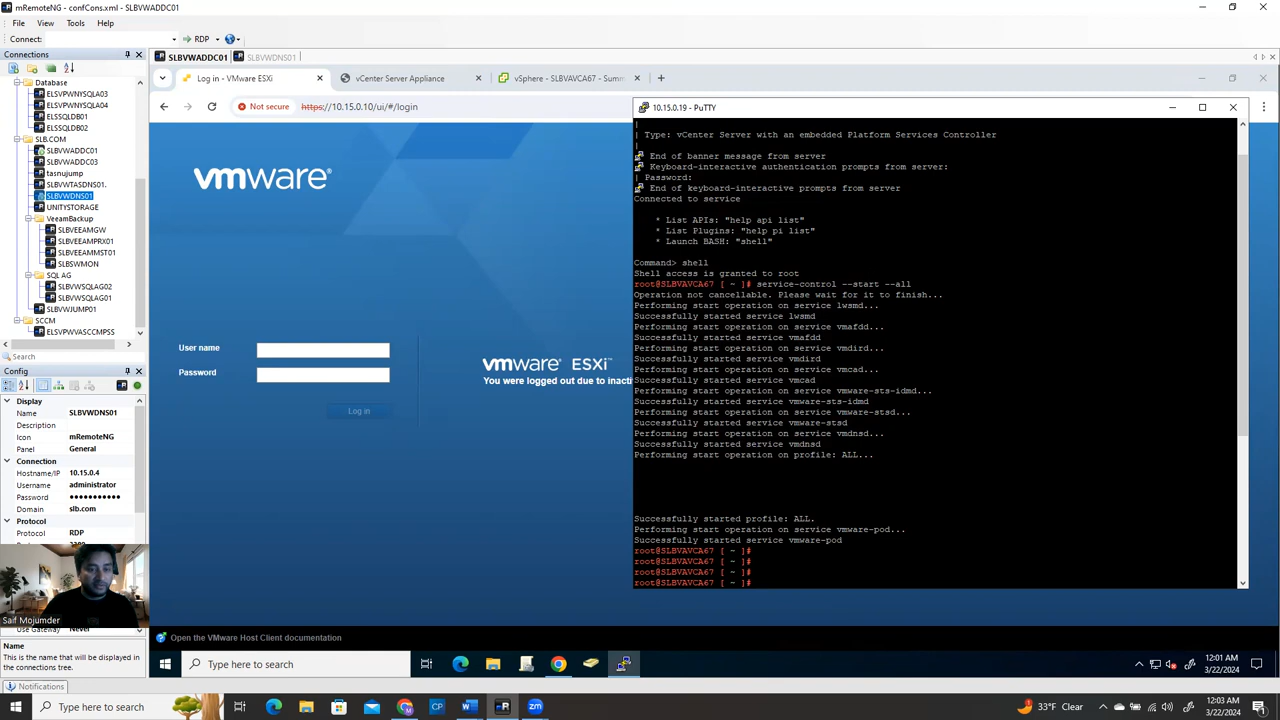 mRemoteNG - confCons.xml - SLBVWADDC01
File View Tools Help
Connect: RDP
Connections
Database
ELSVPWNYSQLA03
ELSVPWNYSQLA04
ELSSQLDB01
ELSSQLDB02
SLB.COM
SLBVWADDC01
SLBVWADDC03
tasnujump
SLBVWTASDNS01.
SLBVWDNS01
UNITYSTORAGE
VeeamBackup
SLBVEEAMGW
SLBVEEAMPRX01
SLBVEEAMMST01
SLBSWMON
SQL AG
SLBVWSQLAG02
SLBVWSQLAG01
SLBVWJUMP01
SCCM
ELSVPWVASCCMPSS
Search
Config
Display
Name SLBVWDNS01
Description
Icon mRemoteNG
Panel General
Connection
Hostname/IP 10.15.0.4
Username administrator
Password ●●●●●●●●●●
Domain slb.com
Protocol
Protocol RDP
Saif Mojumder
Use Gateway Never
Name
This is the name that will be displayed in the connections tree.
Notifications
SLBVWADDC01 SLBVWDNS01
Log in - VMware ESXi vCenter Server Appliance vSphere - SLBVAVCA67 - Summ
Not secure https://10.15.0.10/ui/#/login
vmware®
User name
Password
Log in
vmware ESXi™
You were logged out due to inacti
Open the VMware Host Client documentation
10.15.0.19 - PuTTY
|
| Type: vCenter Server with an embedded Platform Services Controller
|
End of banner message from server
Keyboard-interactive authentication prompts from server:
| Password:
End of keyboard-interactive prompts from server
Connected to service
* List APIs: "help api list"
* List Plugins: "help pi list"
* Launch BASH: "shell"
Command> shell
Shell access is granted to root
root@SLBVAVCA67 [ ~ ]# service-control --start --all
Operation not cancellable. Please wait for it to finish...
Performing start operation on service lwsmd...
Successfully started service lwsmd
Performing start operation on service vmafdd...
Successfully started service vmafdd
Performing start operation on service vmdird...
Successfully started service vmdird
Performing start operation on service vmcad...
Successfully started service vmcad
Performing start operation on service vmware-sts-idmd...
Successfully started service vmware-sts-idmd
Performing start operation on service vmware-stsd...
Successfully started service vmware-stsd
Performing start operation on service vmdnsd...
Successfully started service vmdnsd
Performing start operation on profile: ALL...
Successfully started profile: ALL.
Performing start operation on service vmware-pod...
Successfully started service vmware-pod
root@SLBVAVCA67 [ ~ ]#
root@SLBVAVCA67 [ ~ ]#
root@SLBVAVCA67 [ ~ ]#
root@SLBVAVCA67 [ ~ ]#
Type here to search
12:01 AM
3/22/2024
Type here to search
33°F Clear
12:03 AM
3/22/2024